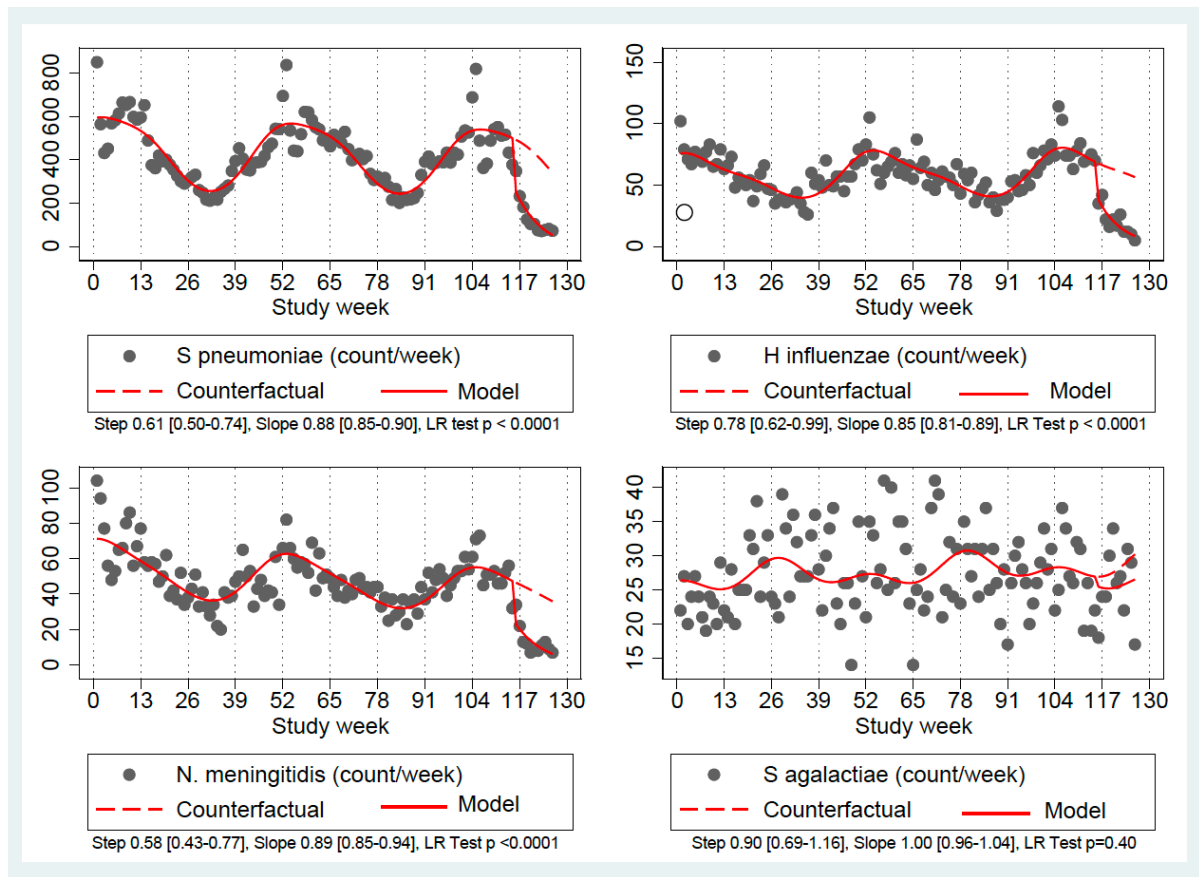 800
600
400
200
0
0 13 26 39 52 65 78 91 104 117 130
Study week
S pneumoniae (count/week)
Counterfactual Model
Step 0.61 [0.50-0.74], Slope 0.88 [0.85-0.90], LR test p < 0.0001
150
100
50
0
0 13 26 39 52 65 78 91 104 117 130
Study week
H influenzae (count/week)
Counterfactual Model
Step 0.78 [0.62-0.99], Slope 0.85 [0.81-0.89], LR Test p < 0.0001
100
80
60
40
20
0
0 13 26 39 52 65 78 91 104 117 130
Study week
N. meningitidis (count/week)
Counterfactual Model
Step 0.58 [0.43-0.77], Slope 0.89 [0.85-0.94], LR Test p <0.0001
40
35
30
25
20
15
0 13 26 39 52 65 78 91 104 117 130
Study week
S agalactiae (count/week)
Counterfactual Model
Step 0.90 [0.69-1.16], Slope 1.00 [0.96-1.04], LR Test p=0.40